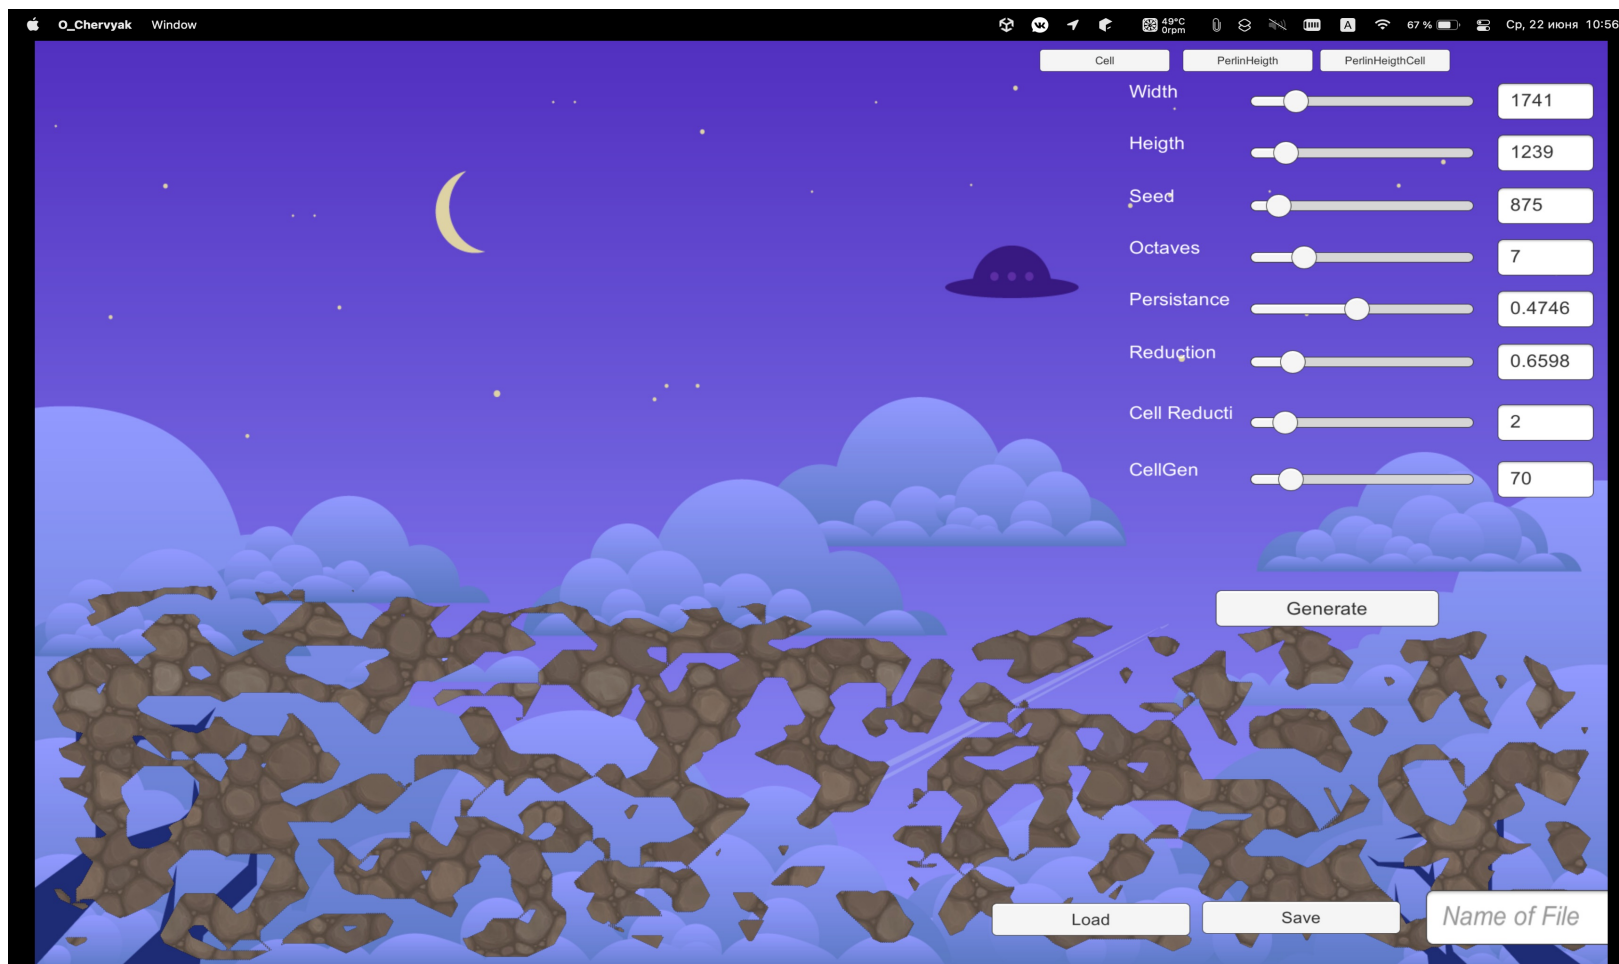 O_Chervyak Window 49°C 0rpm A 67 % Ср, 22 июня 10:56
Cell PerlinHeigth PerlinHeigthCell
Width 1741
Heigth 1239
Seed 875
Octaves 7
Persistance 0.4746
Reduction 0.6598
Cell Reducti 2
CellGen 70
Generate
Load Save Name of File